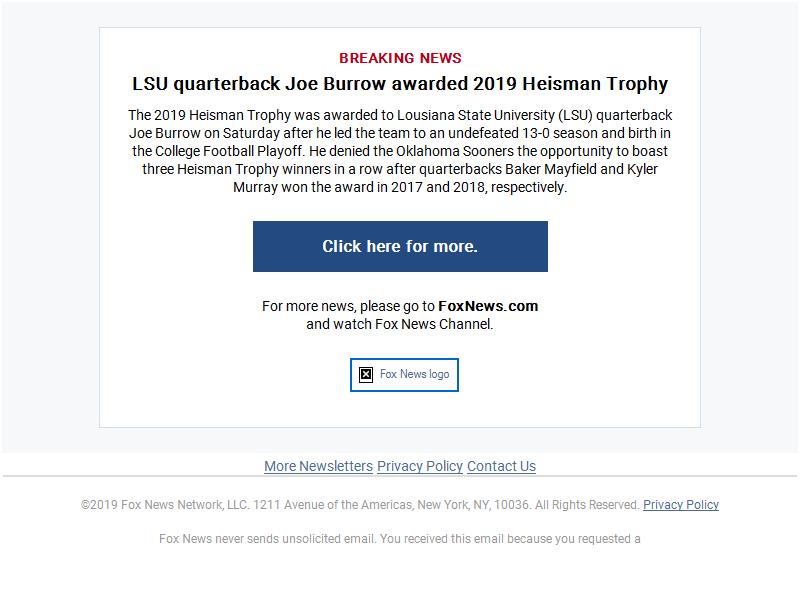 BREAKING NEWS
LSU quarterback Joe Burrow awarded 2019 Heisman Trophy
The 2019 Heisman Trophy was awarded to Lousiana State University (LSU) quarterback
Joe Burrow on Saturday after he led the team to an undefeated 13-0 season and birth in
the College Football Playoff. He denied the Oklahoma Sooners the opportunity to boast
three Heisman Trophy winners in a row after quarterbacks Baker Mayfield and Kyler
Murray won the award in 2017 and 2018, respectively.
Click here for more.
For more news, please go to FoxNews.com
and watch Fox News Channel.
Fox News logo
More Newsletters Privacy Policy Contact Us
©2019 Fox News Network, LLC. 1211 Avenue of the Americas, New York, NY, 10036. All Rights Reserved. Privacy Policy
Fox News never sends unsolicited email. You received this email because you requested a